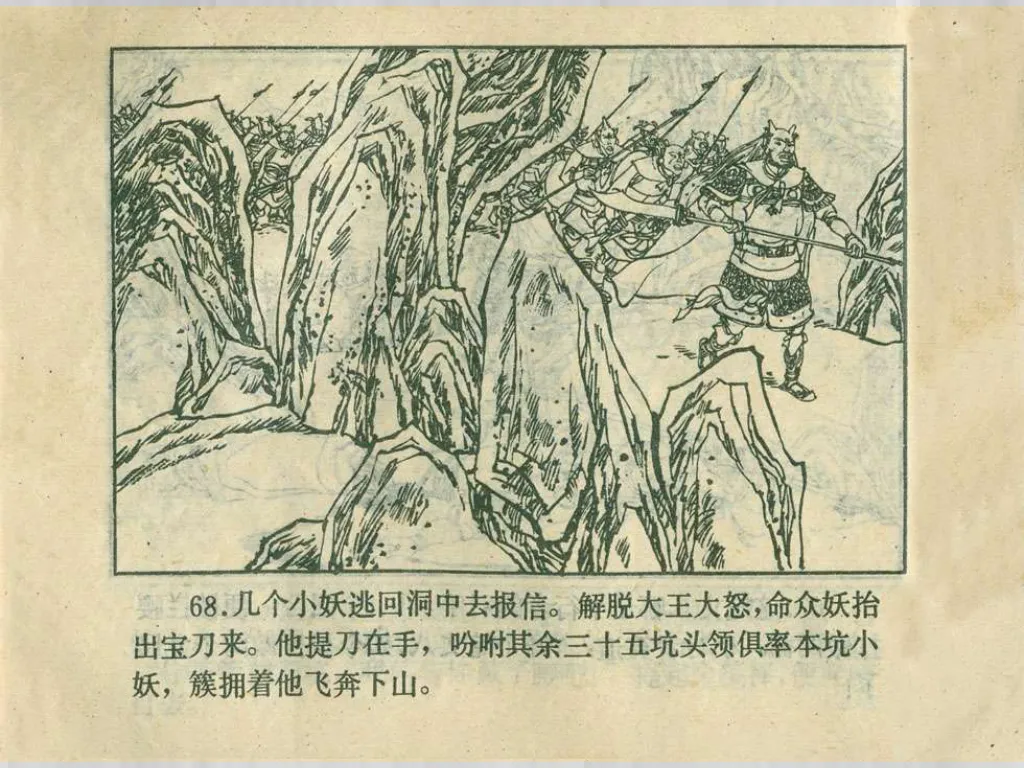 68.几个小妖逃回洞中去报信。解脱大王大怒,命众妖抬
出宝刀来。他提刀在手，吩咐其余三十五坑头领俱率本坑小
妖，簇拥着他飞奔下山。